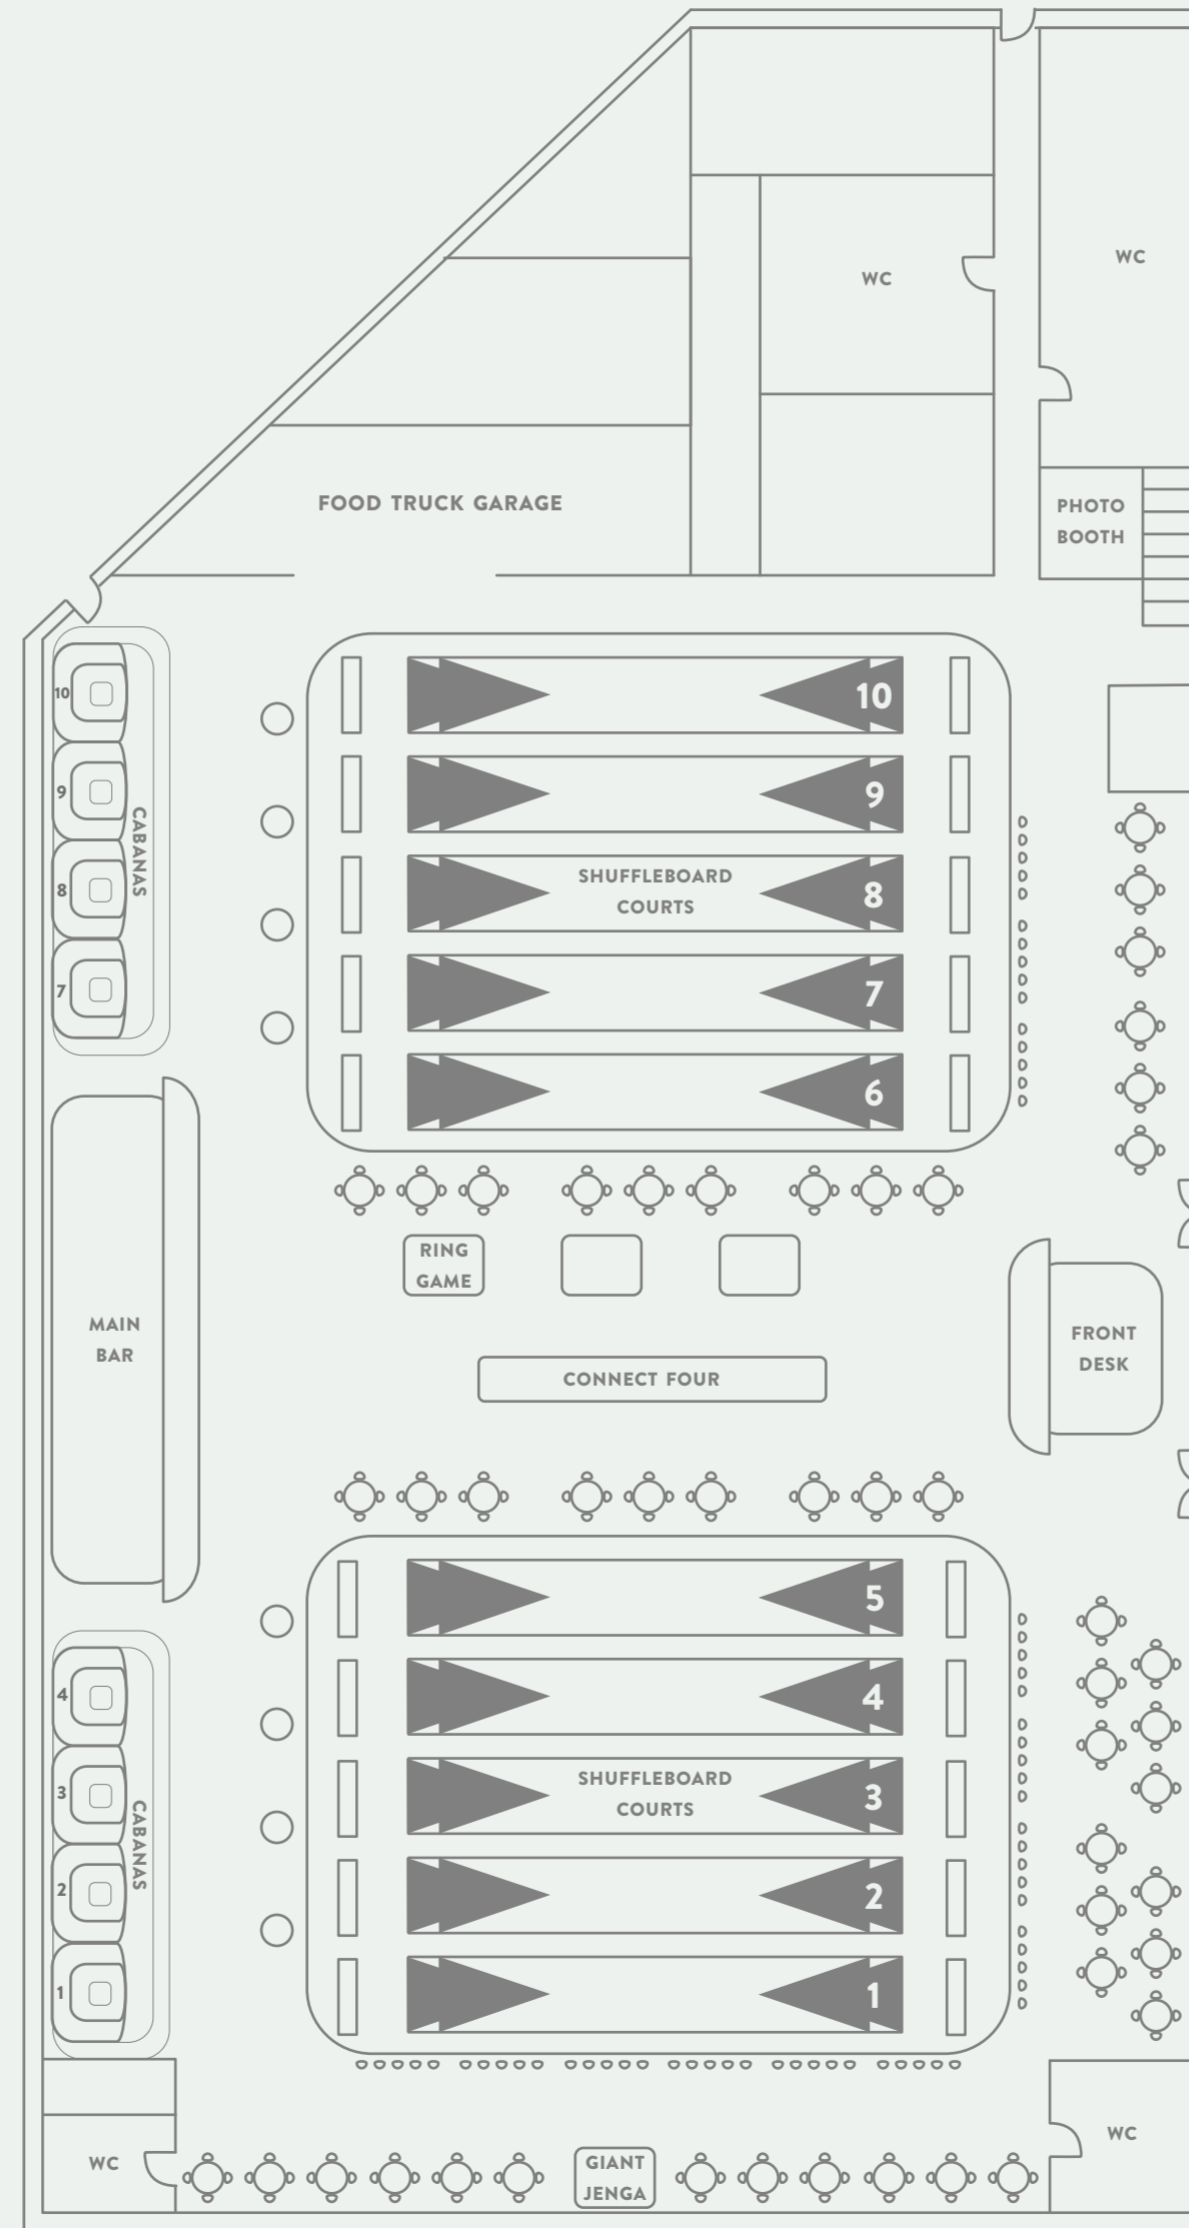 WC
WC
FOOD TRUCK GARAGE
PHOTO
BOOTH
10
9
8
7
CABANAS
10
9
SHUFFLEBOARD
COURTS
8
7
6
RING
GAME
MAIN
BAR
CONNECT FOUR
FRONT
DESK
4
3
2
1
CABANAS
5
4
SHUFFLEBOARD
COURTS
3
2
1
WC
GIANT
JENGA
WC